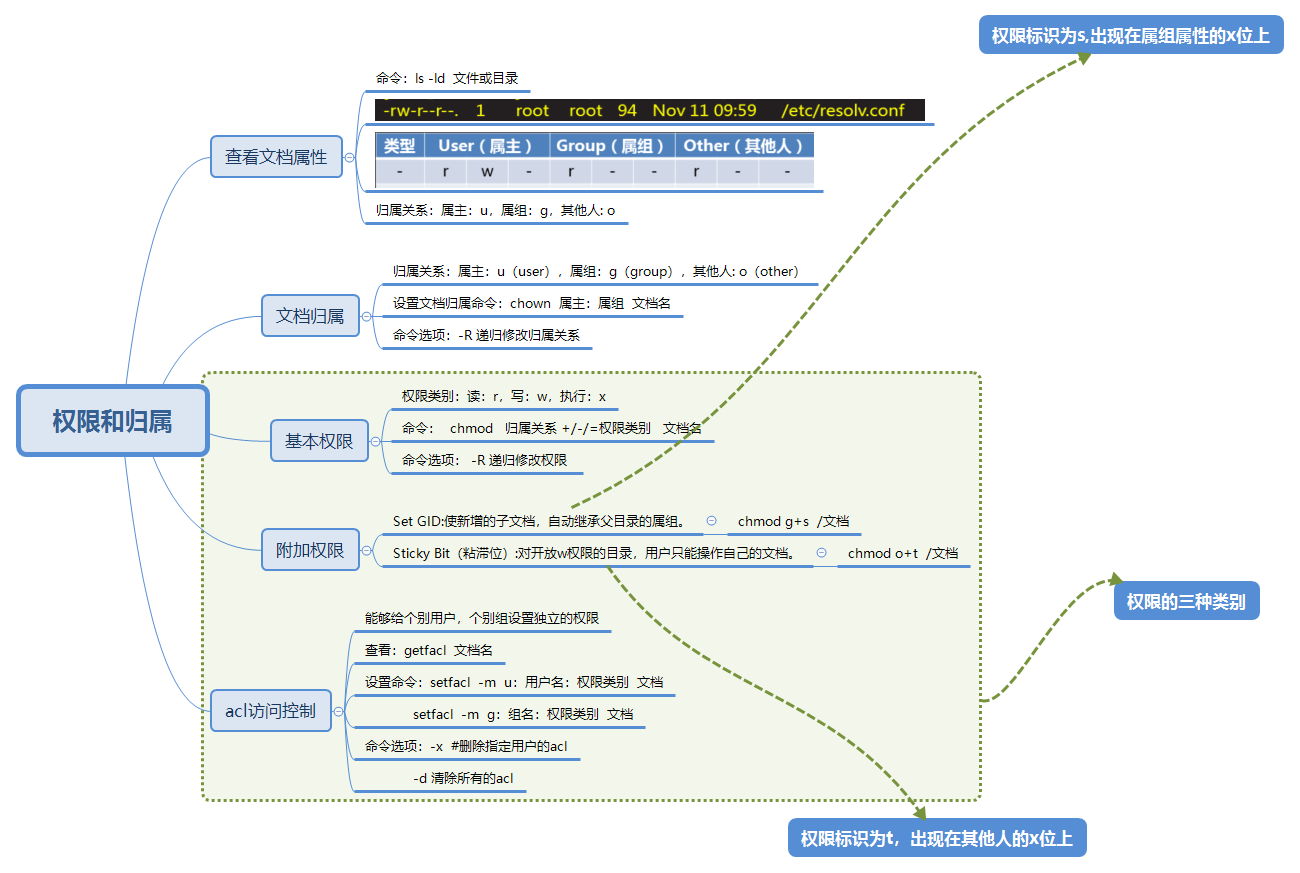 权限标识为s,出现在属组属性的x位上
命令：ls -ld 文件或目录
-rw-r--r--. 1 root root 94 Nov 11 09:59 /etc/resolv.conf
查看文档属性
类型 User（属主） Group（属组） Other（其他人）
- r w - r - - r - -
归属关系：属主：u，属组：g，其他人: o
归属关系：属主：u（user），属组：g（group），其他人: o（other）
文档归属
设置文档归属命令：chown 属主：属组 文档名
命令选项：-R 递归修改归属关系
权限和归属
权限类别：读：r，写：w，执行：x
基本权限
命令： chmod 归属关系 +/-/=权限类别 文档名
命令选项： -R 递归修改权限
附加权限
Set GID:使新增的子文档，自动继承父目录的属组。 chmod g+s /文档
Sticky Bit（粘滞位）:对开放w权限的目录，用户只能操作自己的文档。 chmod o+t /文档
权限的三种类别
能够给个别用户，个别组设置独立的权限
查看：getfacl 文档名
设置命令：setfacl -m u：用户名：权限类别 文档
acl访问控制
setfacl -m g：组名：权限类别 文档
命令选项：-x #删除指定用户的acl
-d 清除所有的acl
权限标识为t，出现在其他人的x位上